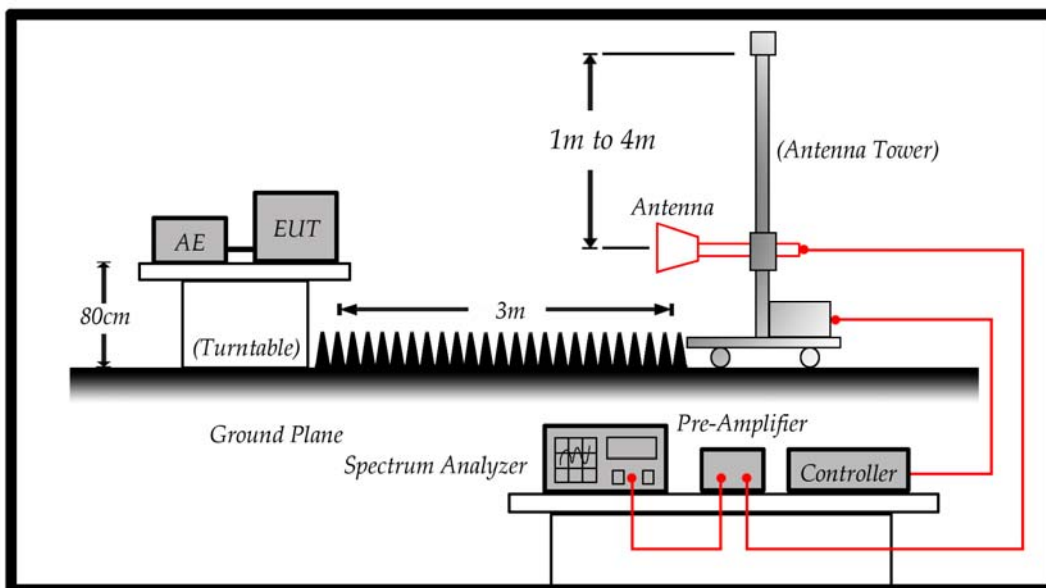 1m to 4m
(Antenna Tower)
Antenna
EUT
AE
80cm
3m
(Turntable)
Ground Plane
Pre-Amplifier
Spectrum Analyzer
Controller